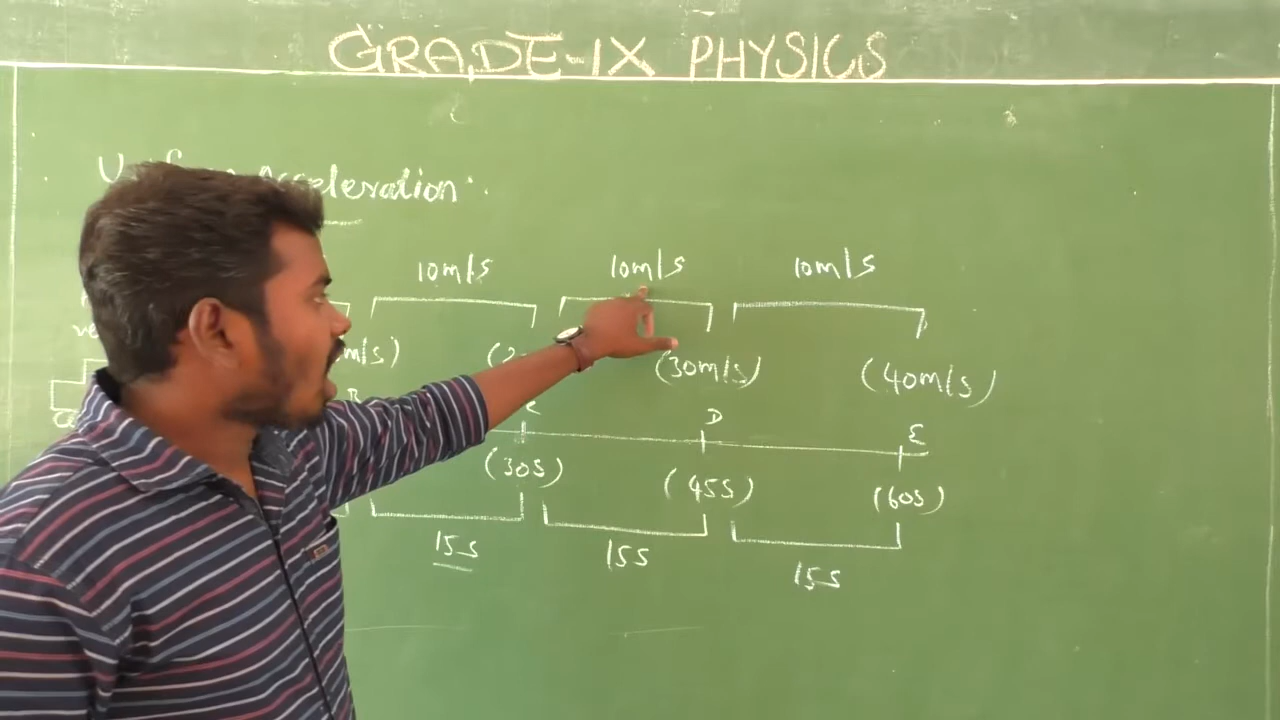 GRADE-IX PHYSICS
Acceleration
10m/s 10m/s 10m/s
(30m/s) (40m/s)
C D E
(30s) (45s) (60s)
15s 15s 15s